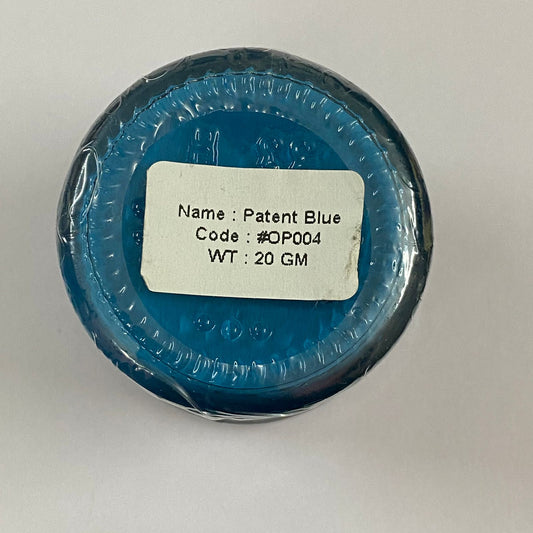 Name : Patent Blue
Code : #OP004
WT : 20 GM